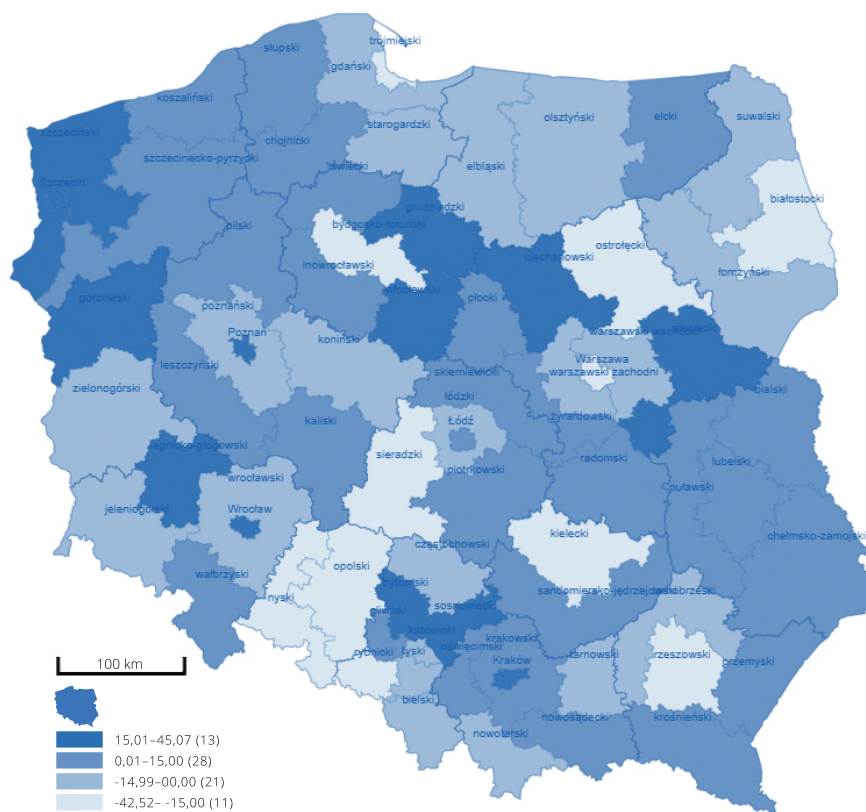 trójmiejski
słupski
gdański
koszaliński
szczeciński
starogardzki
olsztyński
ełcki
suwalski
chojnicki
szczecinecko-pyrzycki
świecki
elbląski
Szczecin
białostocki
grudziądzki
pilski
bydgosko-toruński
ostrołęcki
ciechanowski
inowrocławski
łomżyński
włocławski
gorzowski
płocki
poznański
Poznań
koniński
warszawski wschodni
siedlecki
leszczyński
skierniewicki
Warszawa
warszawski zachodni
zielonogórski
bialski
łódzki
żyrardowski
kaliski
Łódź
legnicko-głogowski
sieradzki
radomski
lubelski
piotrkowski
wrocławski
puławski
jeleniogórski
Wrocław
kielecki
chełmsko-zamojski
częstochowski
opolski
wałbrzyski
bytomski
nyski
sosnowiecki
sandomiersko-jędrzejowski
tarnobrzeski
gliwicki
katowicki
krakowski
oświęcimski
rybnicki
tyski
Kraków
tarnowski
rzeszowski
przemyski
bielski
nowosądecki
krośnieński
nowotarski
100 km
15,01–45,07 (13)
0,01–15,00 (28)
-14,99–00,00 (21)
-42,52– -15,00 (11)